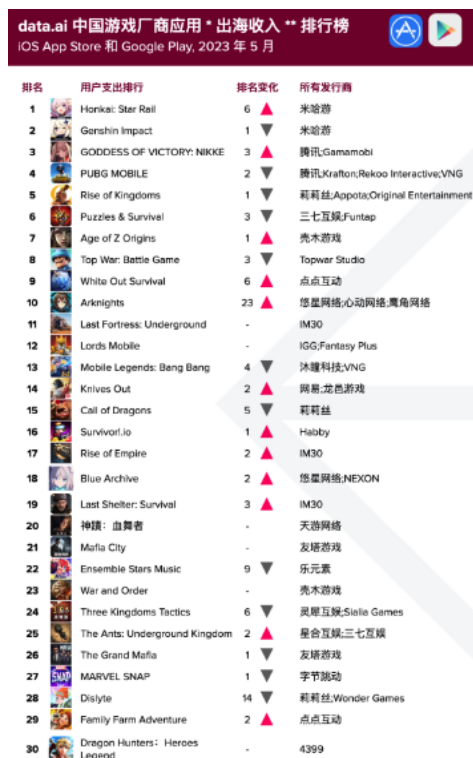 data.ai 中国游戏厂商应用 * 出海收入 ** 排行榜
iOS App Store 和 Google Play, 2023 年 5 月
排名 用户支出排行 排名变化 所有发行商
1 Honkai: Star Rail 6 ▲ 米哈游
2 Genshin Impact 1 ▼ 米哈游
3 GODDESS OF VICTORY: NIKKE 3 ▲ 腾讯;Gamamobi
4 PUBG MOBILE 2 ▼ 腾讯;Krafton;Rekoo Interactive;VNG
5 Rise of Kingdoms 1 ▼ 莉莉丝;Appota;Original Entertainment
6 Puzzles & Survival 3 ▼ 三七互娱;Funtap
7 Age of Z Origins 1 ▲ 壳木游戏
8 Top War: Battle Game 3 ▼ Topwar Studio
9 White Out Survival 6 ▲ 点点互动
10 Arknights 23 ▲ 悠星网络;心动网络;鹰角网络
11 Last Fortress: Underground - IM30
12 Lords Mobile - IGG;Fantasy Plus
13 Mobile Legends: Bang Bang 4 ▼ 沐瞳科技;VNG
14 Knives Out 2 ▲ 网易;龙邑游戏
15 Call of Dragons 5 ▼ 莉莉丝
16 Survivor!.io 1 ▲ Habby
17 Rise of Empire 2 ▲ IM30
18 Blue Archive 2 ▲ 悠星网络;NEXON
19 Last Shelter: Survival 3 ▲ IM30
20 神蹟：血舞者 - 天游网络
21 Mafia City - 友塔游戏
22 Ensemble Stars Music 9 ▼ 乐元素
23 War and Order - 壳木游戏
24 Three Kingdoms Tactics 6 ▼ 灵犀互娱;Sialia Games
25 The Ants: Underground Kingdom 2 ▲ 星合互娱;三七互娱
26 The Grand Mafia 1 ▼ 友塔游戏
27 MARVEL SNAP 1 ▼ 字节跳动
28 Dislyte 14 ▼ 莉莉丝;Wonder Games
29 Family Farm Adventure 2 ▲ 点点互动
30 Dragon Hunters：Heroes
Legend - 4399